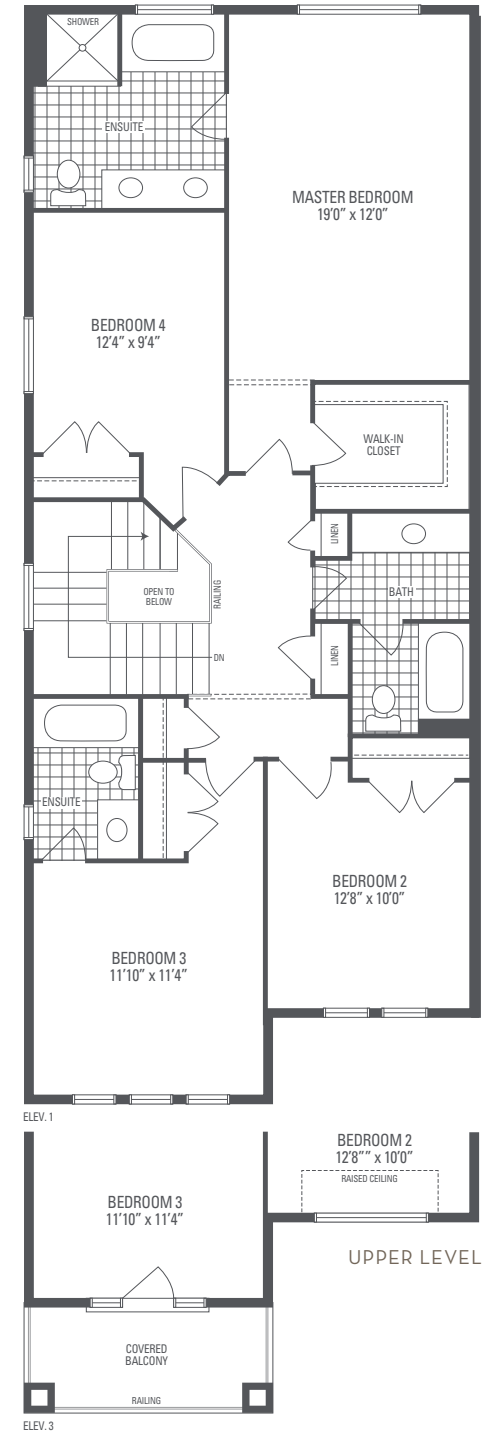 SHOWER
ENSUITE
MASTER BEDROOM
19'0" x 12'0"
BEDROOM 4
12'4" x 9'4"
WALK-IN
CLOSET
LINEN
OPEN TO
BELOW
RAILING
BATH
LINEN
DN
ENSUITE
BEDROOM 2
12'8" x 10'0"
BEDROOM 3
11'10" x 11'4"
ELEV. 1
BEDROOM 2
12'8"" x 10'0"
RAISED CEILING
BEDROOM 3
11'10" x 11'4"
UPPER LEVEL
COVERED
BALCONY
RAILING
ELEV. 3